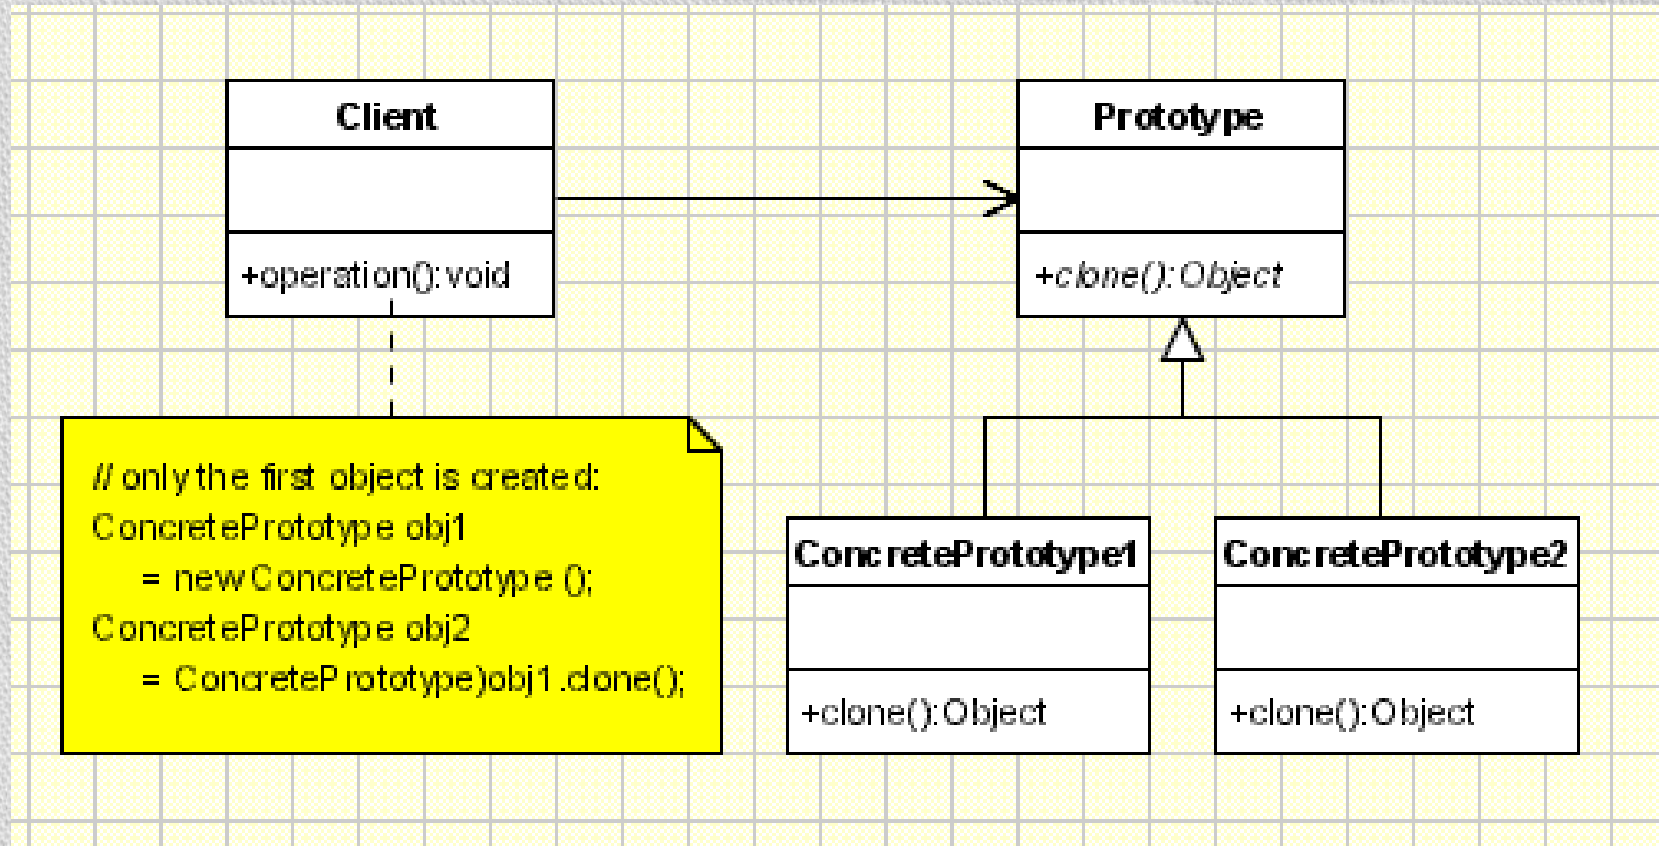 Client
+operation():void
Prototype
+clone():Object
// only the first object is created:
ConcretePrototype obj1
= new ConcretePrototype ();
ConcretePrototype obj2
= ConcretePrototype)obj1.clone();
ConcretePrototype1
+clone():Object
ConcretePrototype2
+clone():Object